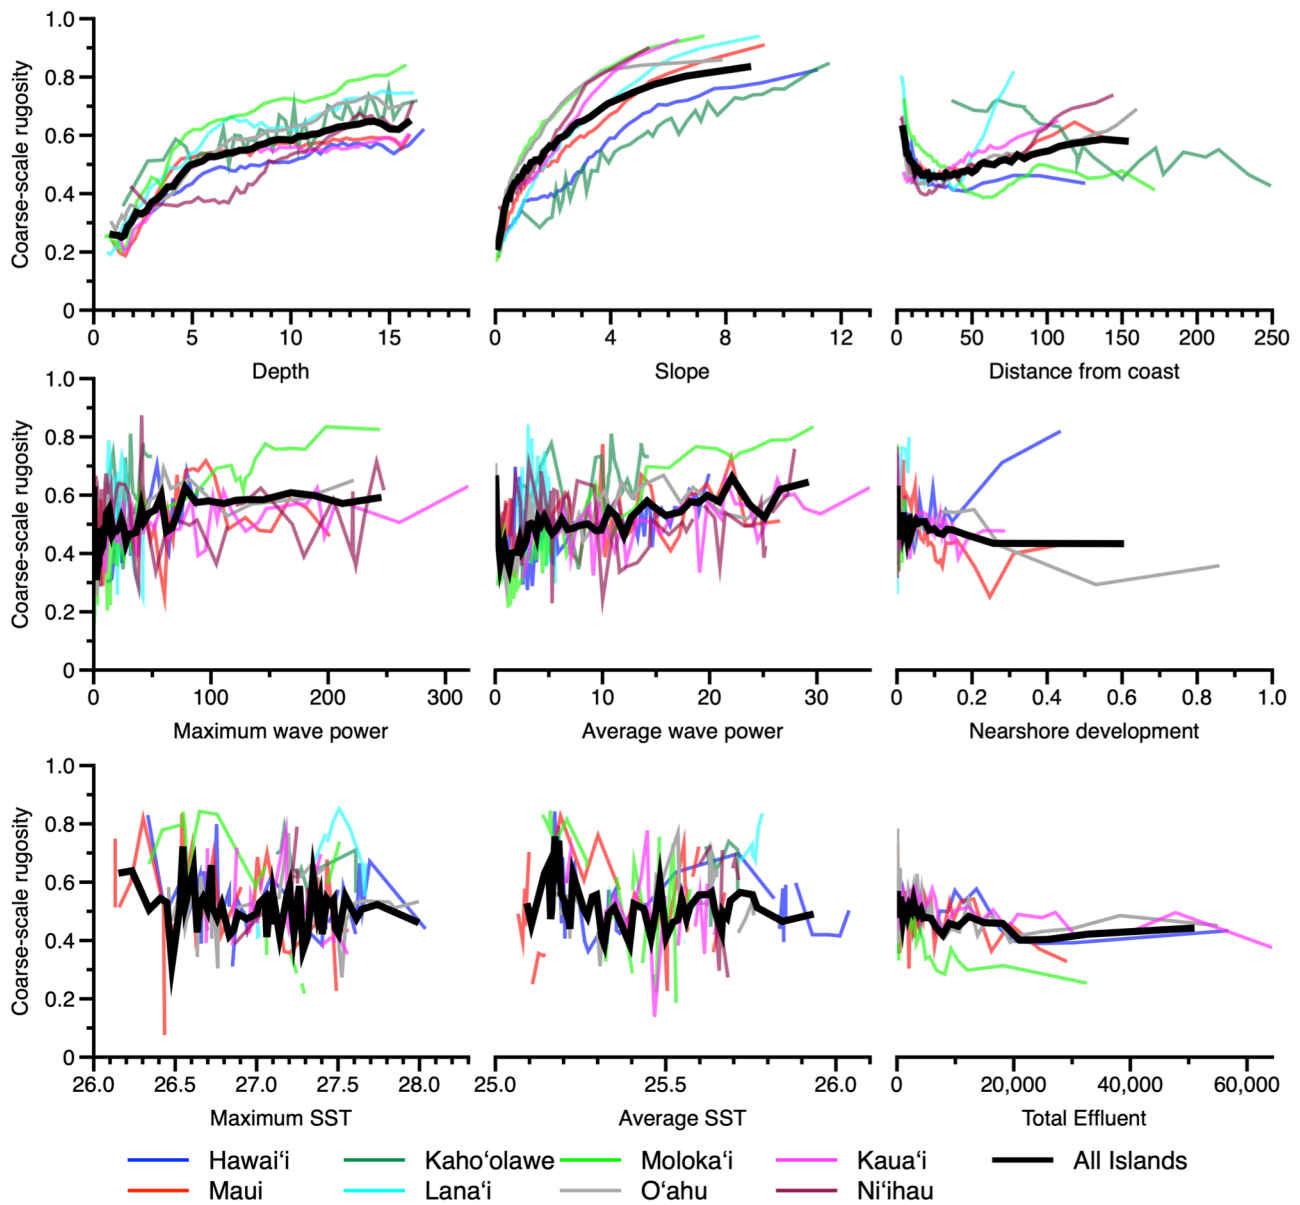 1.0
0.8
0.6
0.4
0.2
0
Coarse-scale rugosity
0 5 10 15
0 4 8 12
0 50 100 150 200 250
Depth Slope Distance from coast
1.0
0.8
0.6
0.4
0.2
0
Coarse-scale rugosity
0 100 200 300
0 10 20 30
0 0.2 0.4 0.6 0.8 1.0
Maximum wave power Average wave power Nearshore development
1.0
0.8
0.6
0.4
0.2
0
Coarse-scale rugosity
26.0 26.5 27.0 27.5 28.0
25.0 25.5 26.0
0 20,000 40,000 60,000
Maximum SST Average SST Total Effluent
Hawaiʻi Kahoʻolawe Molokaʻi Kauaʻi All Islands
Maui Lanaʻi Oʻahu Niʻihau